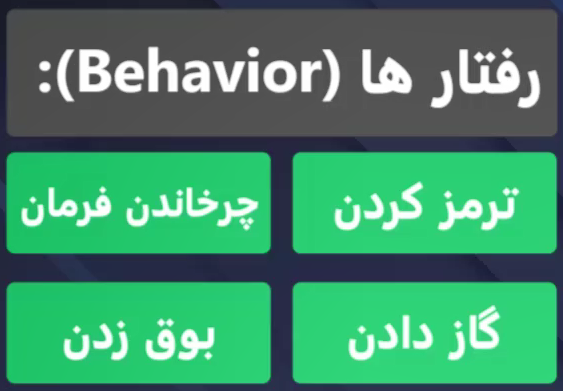 رفتار ها (Behavior):
ترمز کردن
چرخاندن فرمان
گاز دادن
بوق زدن